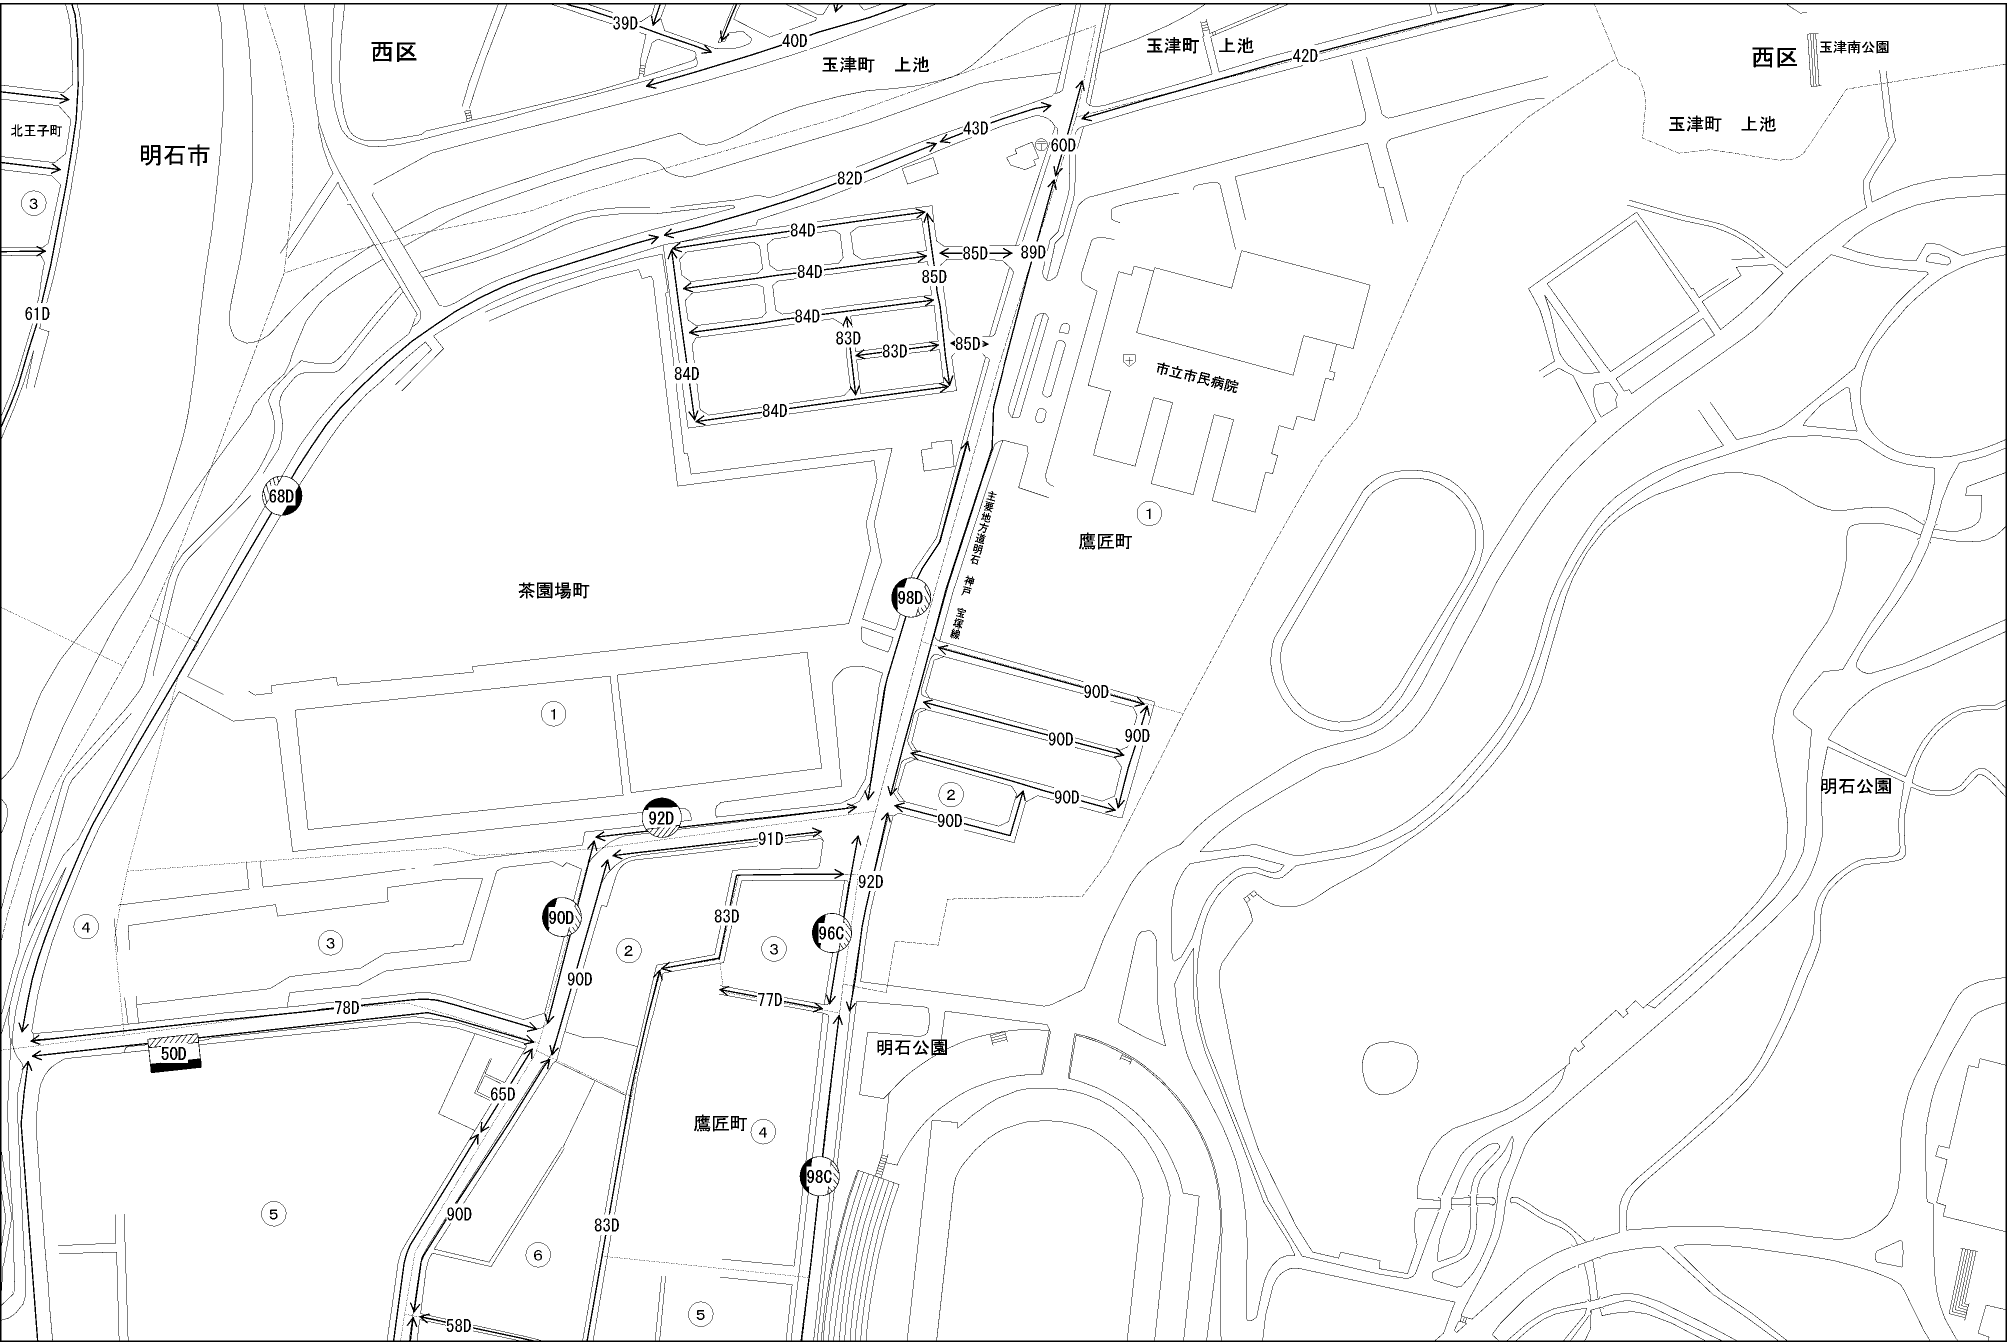 39D
40D
西区
玉津町 上池
玉津町 上池
42D
西区
玉津南公園
玉津町 上池
北王子町
明石市
3
43D
60D
82D
84D
85D
89D
84D
85D
61D
84D
83D
83D
85D
84D
84D
市立市民病院
68D
主要地方道明石 神戸 宝塚線
1
鷹匠町
茶園場町
98D
1
90D
90D
90D
90D
2
90D
明石公園
92D
91D
92D
83D
90D
4
3
2
3
96C
90D
77D
78D
50D
明石公園
65D
鷹匠町
4
98C
5
90D
83D
6
5
58D